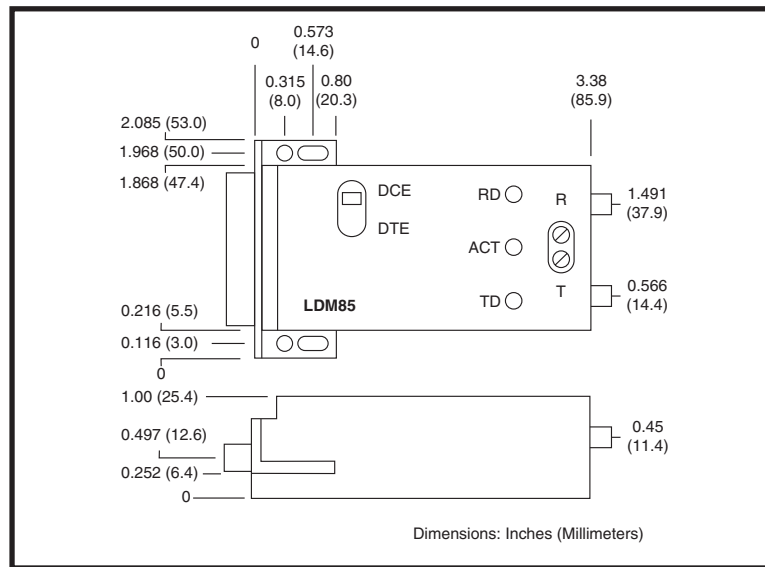 0
0.573
(14.6)
0.315
(8.0)
0.80
(20.3)
3.38
(85.9)
2.085 (53.0)
1.968 (50.0)
1.868 (47.4)
DCE
DTE
RD
R
1.491
(37.9)
ACT
T
0.566
(14.4)
TD
LDM85
0.216 (5.5)
0.116 (3.0)
0
1.00 (25.4)
0.497 (12.6)
0.252 (6.4)
0
0.45
(11.4)
Dimensions: Inches (Millimeters)